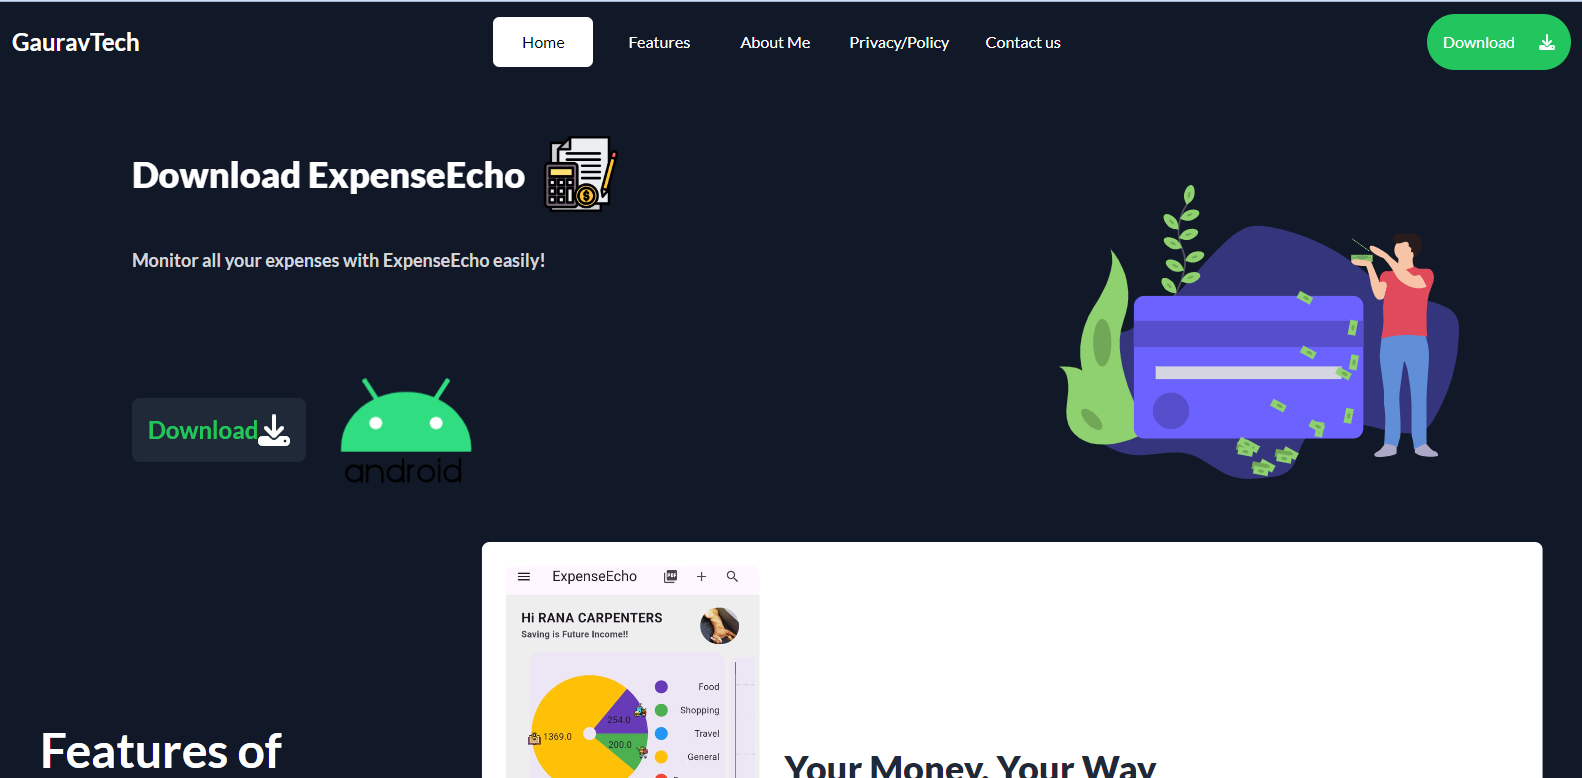 GauravTech
Home
Features
About Me
Privacy/Policy
Contact us
Download
Download ExpenseEcho
Monitor all your expenses with ExpenseEcho easily!
Download
android
ExpenseEcho
PDF
Hi RANA CARPENTERS
Saving is Future Income!!
Food
254.0
Shopping
1369.0
Travel
200.0
General
Features of
Your Money, Your Way